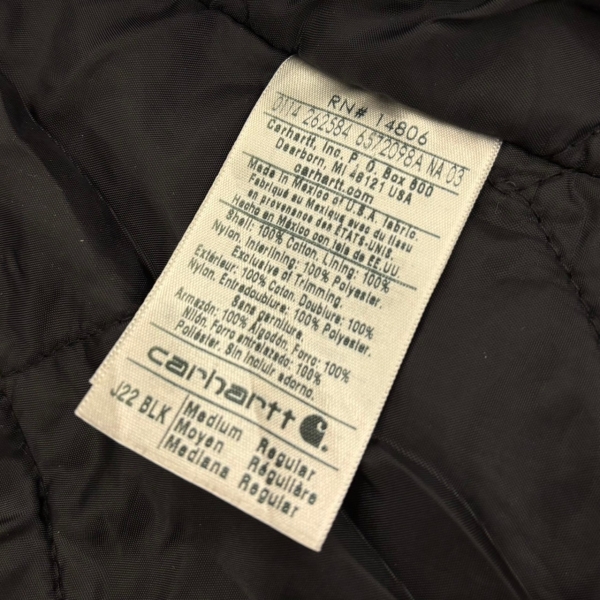 RN# 14806
0114 262584 6572098A NA 03
Carhartt, Inc. P. O. Box 600
Dearborn, MI 48121 USA
carhartt.com
Made in Mexico of U.S.A. fabric.
Fabriqué au Mexique avec du tissu
en provenance des ÉTATS-UNIS.
Hecho en México con tela de EE.UU.
Shell: 100% Cotton. Lining: 100%
Nylon. Interlining: 100% Polyester.
Exclusive of Trimming.
Extérieur: 100% Coton. Doublure: 100%
Nylon. Entredoublure: 100% Polyester.
Sans garniture.
Armazón: 100% Algodón. Forro: 100%
Nilón. Forro entrelazado: 100%
Poliéster. Sin incluir adorno.
carhartt
J22 BLK
Medium Regular
Moyen Régulière
Mediana Regular